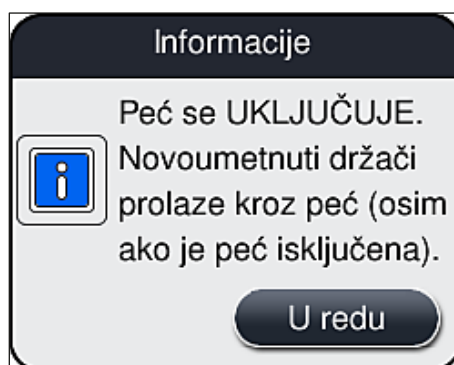 Informacije
Peć se UKLJUČUJE.
Novoumetnuti držači
prolaze kroz peć (osim
ako je peć isključena).
U redu